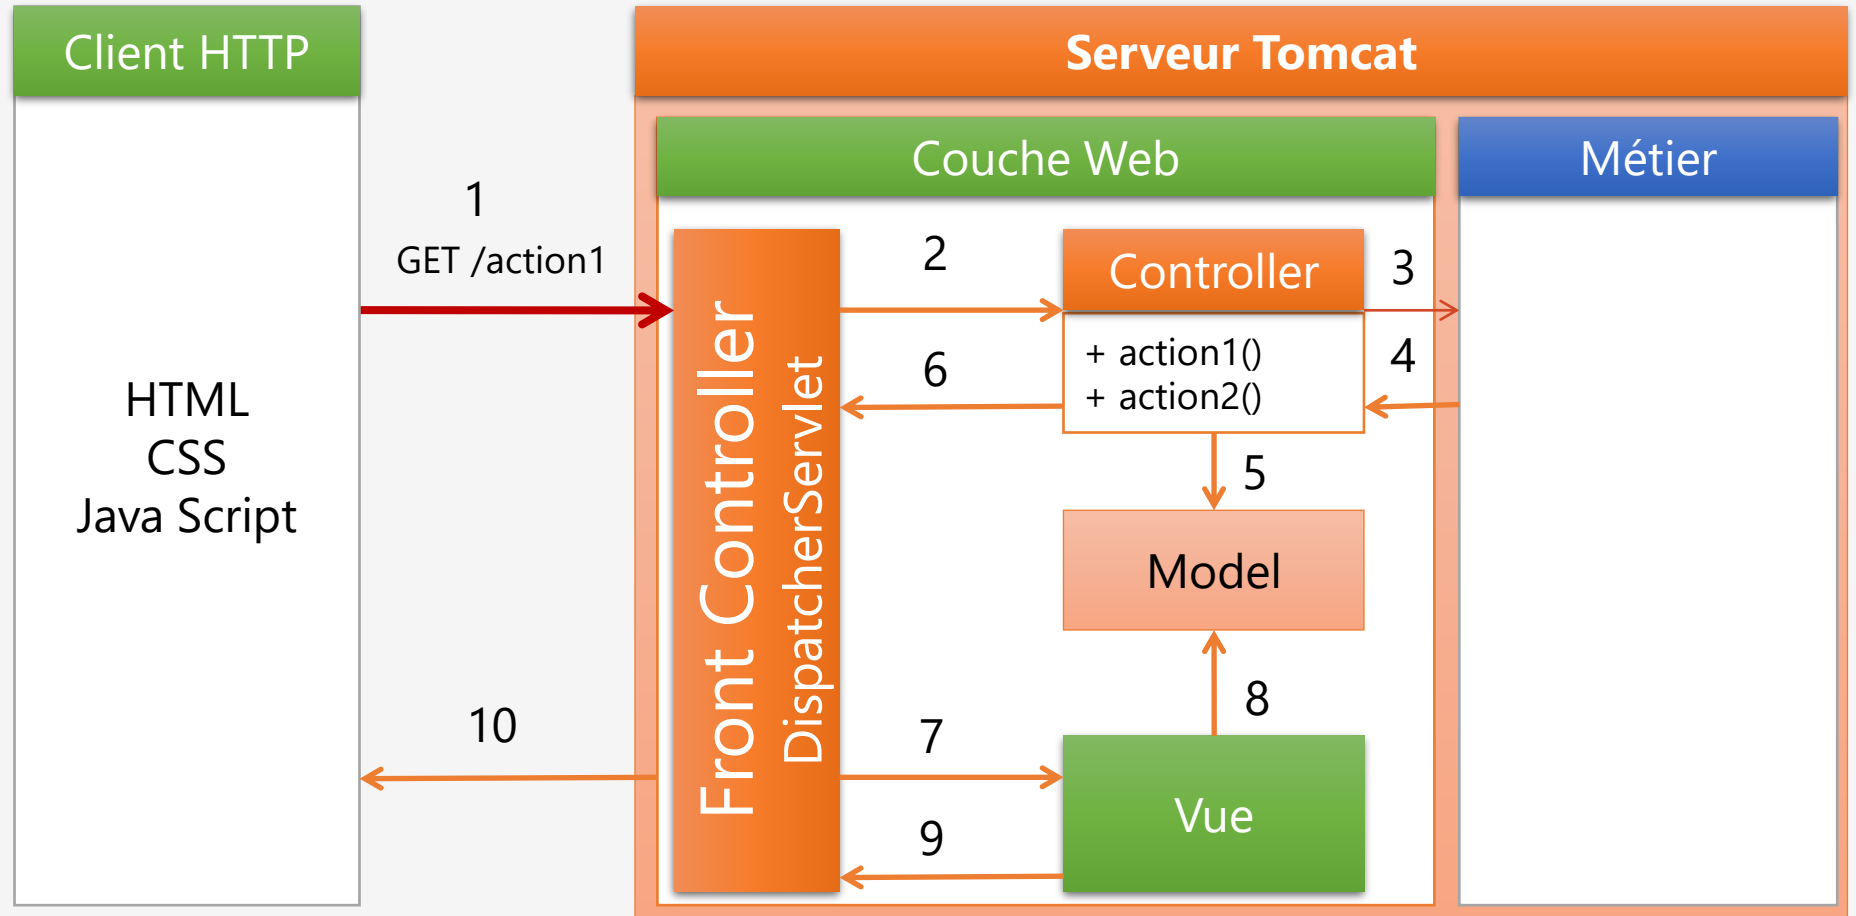 Client HTTP
HTML
CSS
Java Script
1
GET /action1
10
Serveur Tomcat
Couche Web
Front Controller
DispatcherServlet
2
6
7
9
Controller
+ action1()
+ action2()
3
4
5
Model
8
Vue
Métier